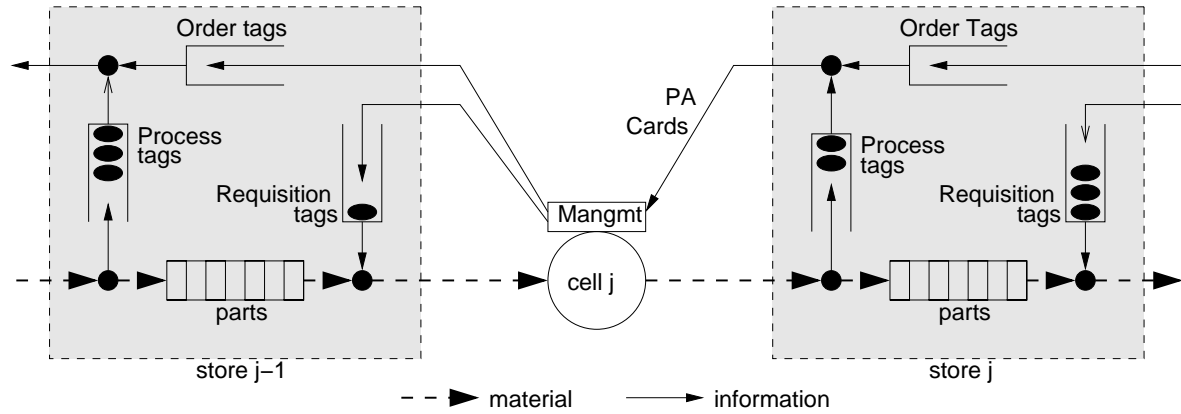 Order tags
Process
tags
Requisition
tags
parts
store j−1
PA
Cards
Mangmt
cell j
Order Tags
Process
tags
Requisition
tags
parts
store j
material
information